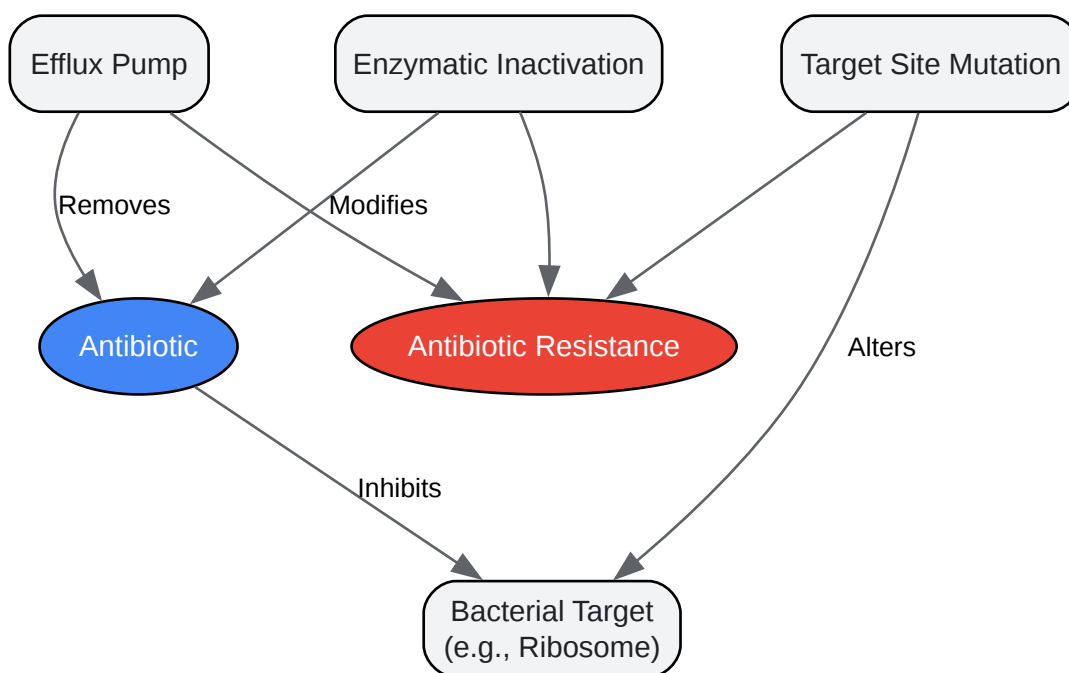 Efflux Pump
Enzymatic Inactivation
Target Site Mutation
Removes
Modifies
Antibiotic
Antibiotic Resistance
Alters
Inhibits
Bacterial Target
(e.g., Ribosome)